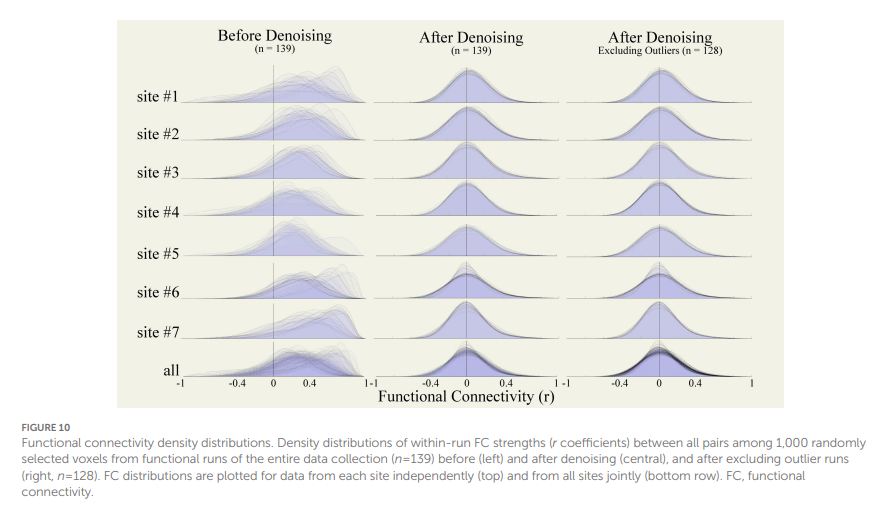 Before Denoising
(n = 139)
After Denoising
(n = 139)
After Denoising
Excluding Outliers (n = 128)
site #1
site #2
site #3
site #4
site #5
site #6
site #7
all
-1 -0.4 0 0.4 1 -1 -0.4 0 0.4 1 -1 -0.4 0 0.4 1
Functional Connectivity (r)
FIGURE 10
Functional connectivity density distributions. Density distributions of within-run FC strengths (r coefficients) between all pairs among 1,000 randomly
selected voxels from functional runs of the entire data collection (n=139) before (left) and after denoising (central), and after excluding outlier runs
(right, n=128). FC distributions are plotted for data from each site independently (top) and from all sites jointly (bottom row). FC, functional
connectivity.